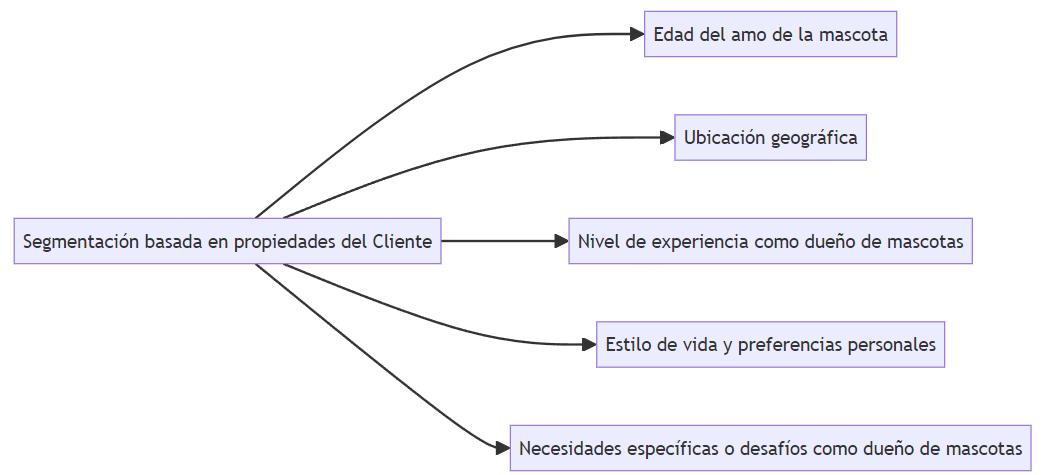 Edad del amo de la mascota
Ubicación geográfica
Segmentación basada en propiedades del Cliente
Nivel de experiencia como dueño de mascotas
Estilo de vida y preferencias personales
Necesidades específicas o desafíos como dueño de mascotas